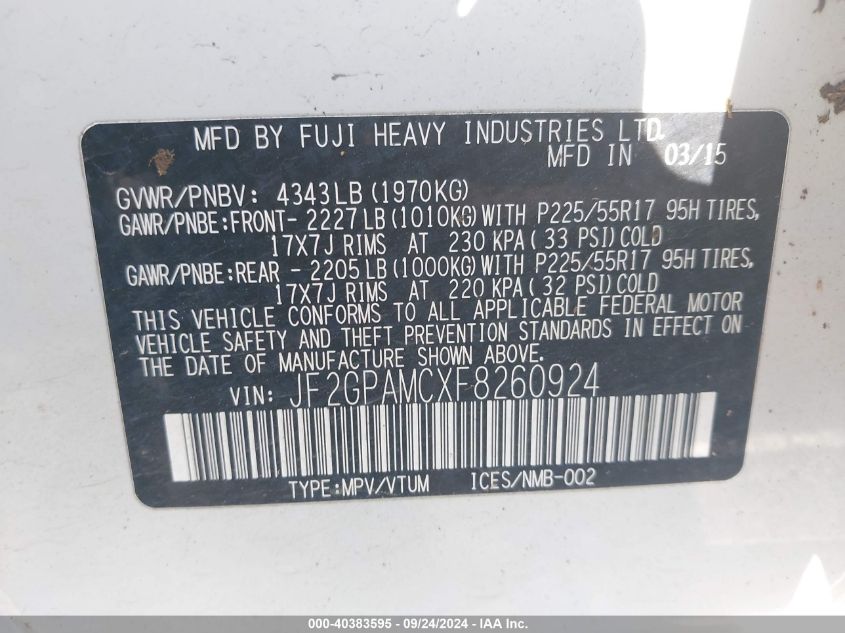 MFD BY FUJI HEAVY INDUSTRIES LTD.
MFD IN 03/15
GVWR/PNBV: 4343LB (1970KG)
GAWR/PNBE:FRONT- 2227LB (1010KG) WITH P225/55R17 95H TIRES,
17X7J RIMS AT 230 KPA ( 33 PSI) COLD
GAWR/PNBE:REAR - 2205LB (1000KG) WITH P225/55R17 95H TIRES,
17X7J RIMS AT 220 KPA ( 32 PSI) COLD
THIS VEHICLE CONFORMS TO ALL APPLICABLE FEDERAL MOTOR
VEHICLE SAFETY AND THEFT PREVENTION STANDARDS IN EFFECT ON
THE DATE OF MANUFACTURE SHOWN ABOVE.
VIN: JF2GPAMCXF8260924
TYPE:MPV/VTUM ICES/NMB-002
000-40383595 - 09/24/2024 - IAA Inc.